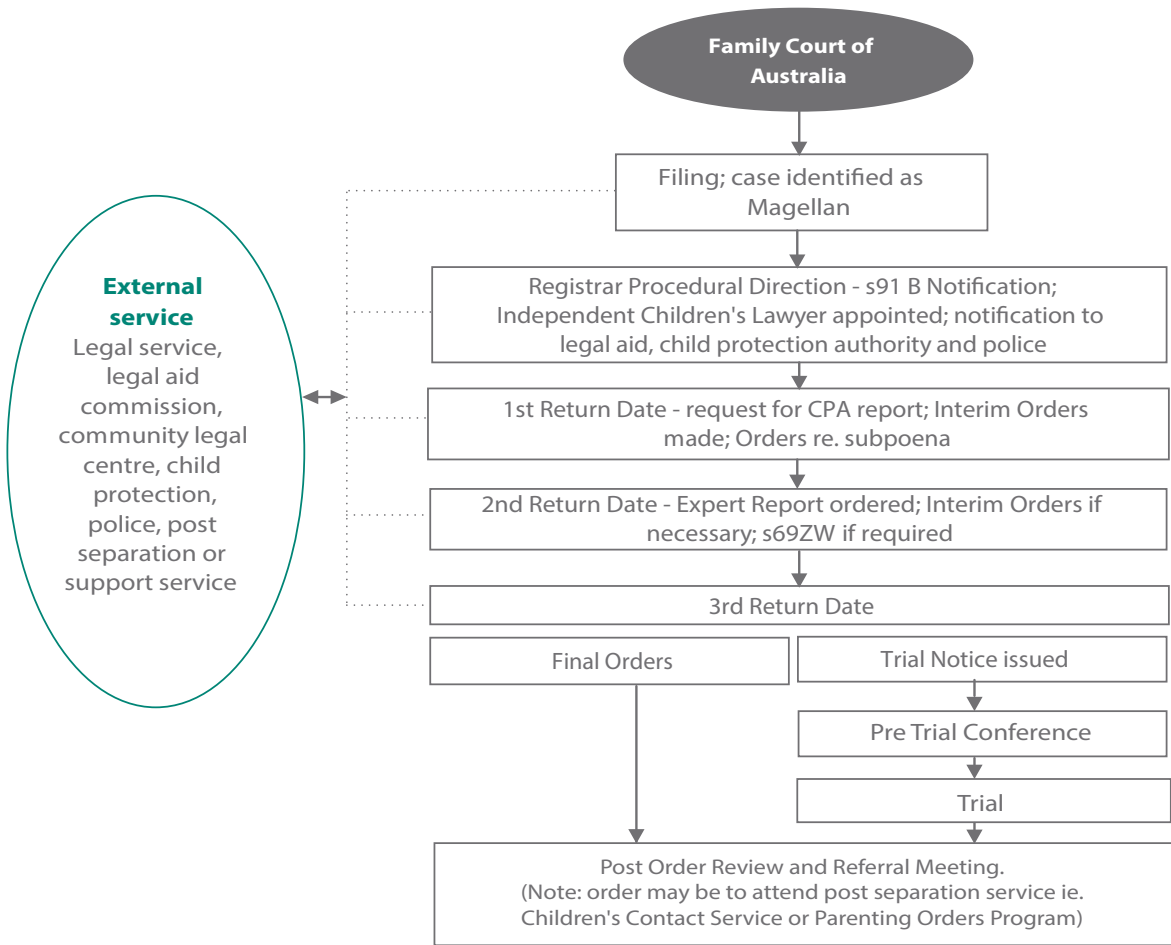 Family Court of
Australia
Filing; case identified as
Magellan
External
service
Legal service,
legal aid
commission,
community legal
centre, child
protection,
police, post
separation or
support service
Registrar Procedural Direction - s91 B Notification;
Independent Children's Lawyer appointed; notification to
legal aid, child protection authority and police
1st Return Date - request for CPA report; Interim Orders
made; Orders re. subpoena
2nd Return Date - Expert Report ordered; Interim Orders if
necessary; s69ZW if required
3rd Return Date
Final Orders
Trial Notice issued
Pre Trial Conference
Trial
Post Order Review and Referral Meeting.
(Note: order may be to attend post separation service ie.
Children's Contact Service or Parenting Orders Program)